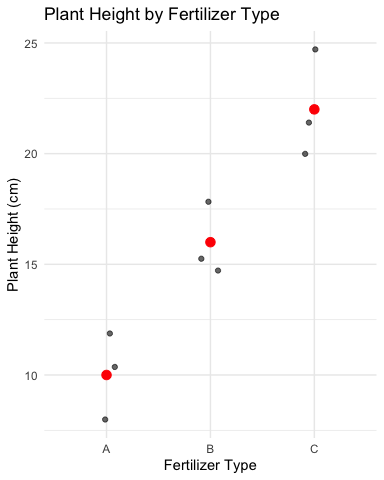 Plant Height by Fertilizer Type
25
20
15
10
Plant Height (cm)
A B C
Fertilizer Type